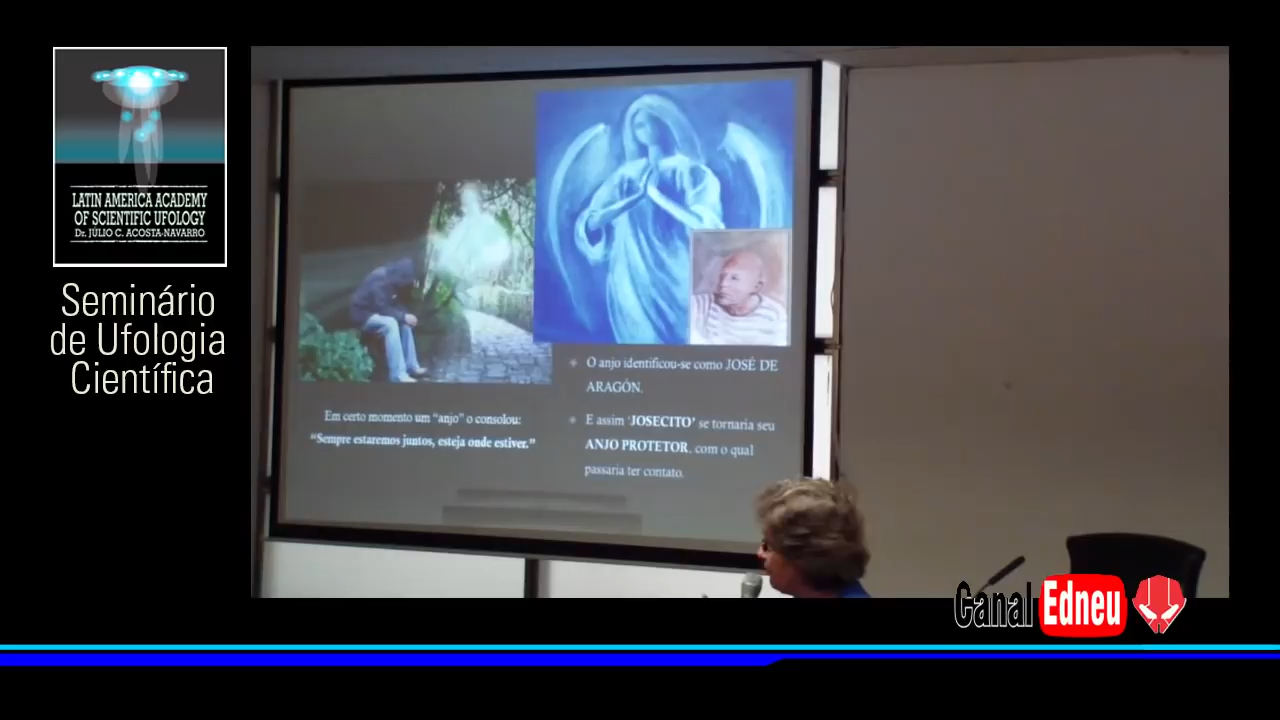 LATIN AMERICA ACADEMY
OF SCIENTIFIC UFOLOGY
Dr. JÚLIO C. ACOSTA-NAVARRO
Seminário
de Ufologia
Científica
Em certo momento um “anjo” o consolou:
“Sempre estaremos juntos, esteja onde estiver.”
O anjo identificou-se como JOSÉ DE
ARAGÓN.
E assim ‘JOSECITO’ se tornaria seu
ANJO PROTETOR, com o qual
passaria ter contato.
Canal Edneu